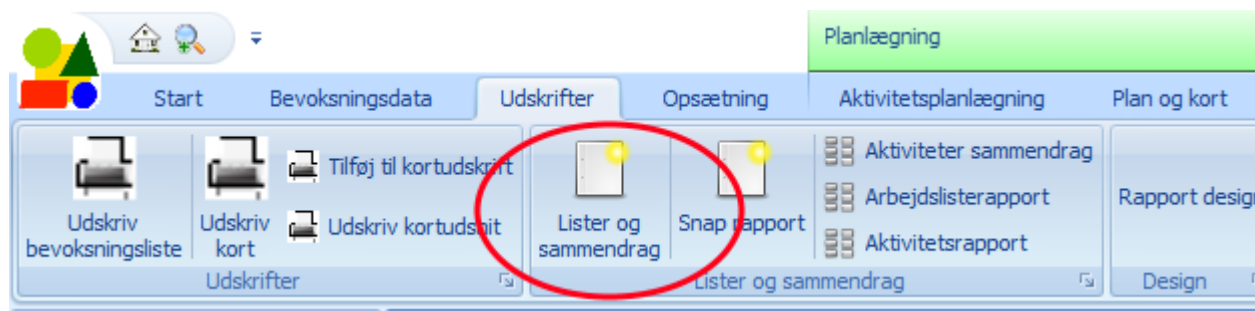 Planlægning
Start Bevoksningsdata Udskrifter Opsætning Aktivitetsplanlægning Plan og kort
Udskriv
bevoksningsliste
Udskriv
kort
Tilføj til kortudskrift
Udskriv kortudsnit
Udskrifter
Lister og
sammendrag
Snap rapport
Aktiviteter sammendrag
Arbejdslisterapport
Aktivitetsrapport
Lister og sammendrag
Rapport design
Design